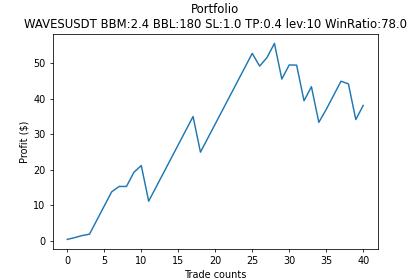 Portfolio
WAVESUSDT BBM:2.4 BBL:180 SL:1.0 TP:0.4 lev:10 WinRatio:78.0
Profit ($)
50
40
30
20
10
0
0 5 10 15 20 25 30 35 40
Trade counts